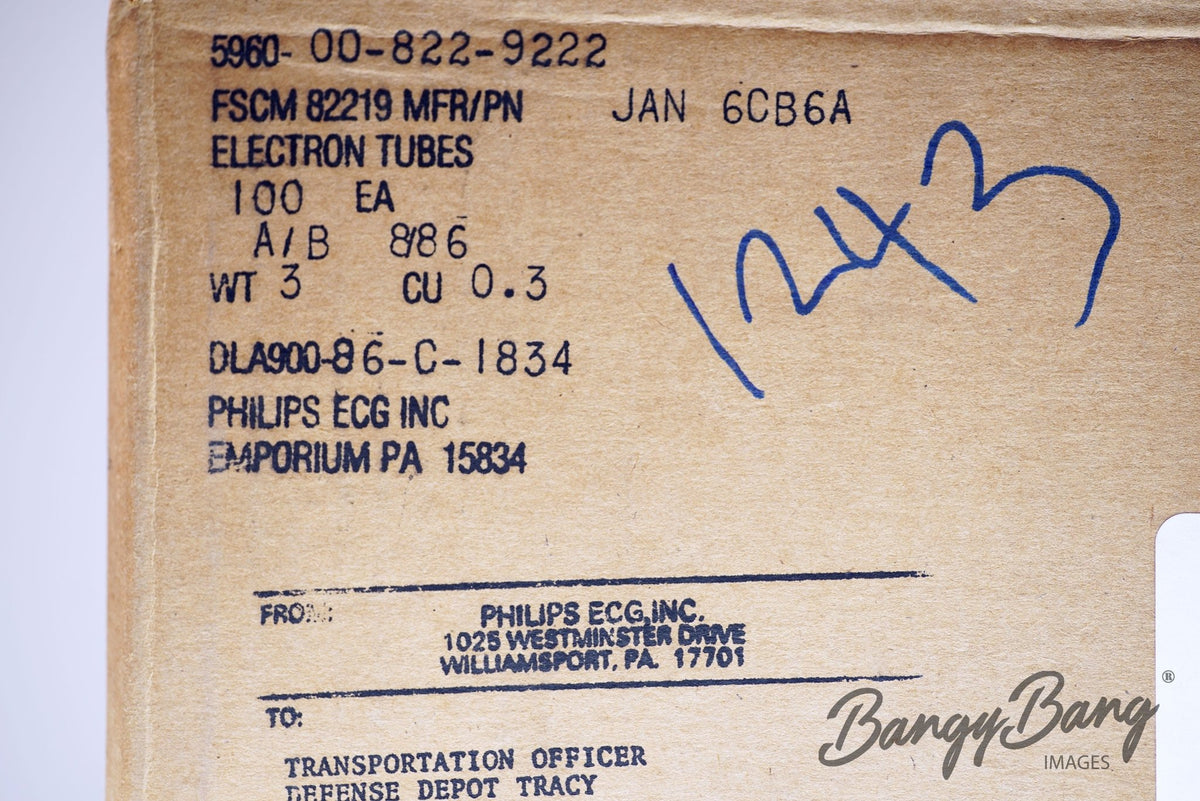 5960-00-822-9222
FSCM 82219 MFR/PN JAN 6CB6A
ELECTRON TUBES
100 EA
A/B 8/86
WT 3 CU 0.3
DLA900-86-C-1834
PHILIPS ECG INC
EMPORIUM PA 15834
1243
FROM:
PHILIPS ECG, INC.
1025 WESTMINSTER DRIVE
WILLIAMSPORT, PA. 17701
TO:
TRANSPORTATION OFFICER
DEFENSE DEPOT TRACY
BangyBang®
IMAGES